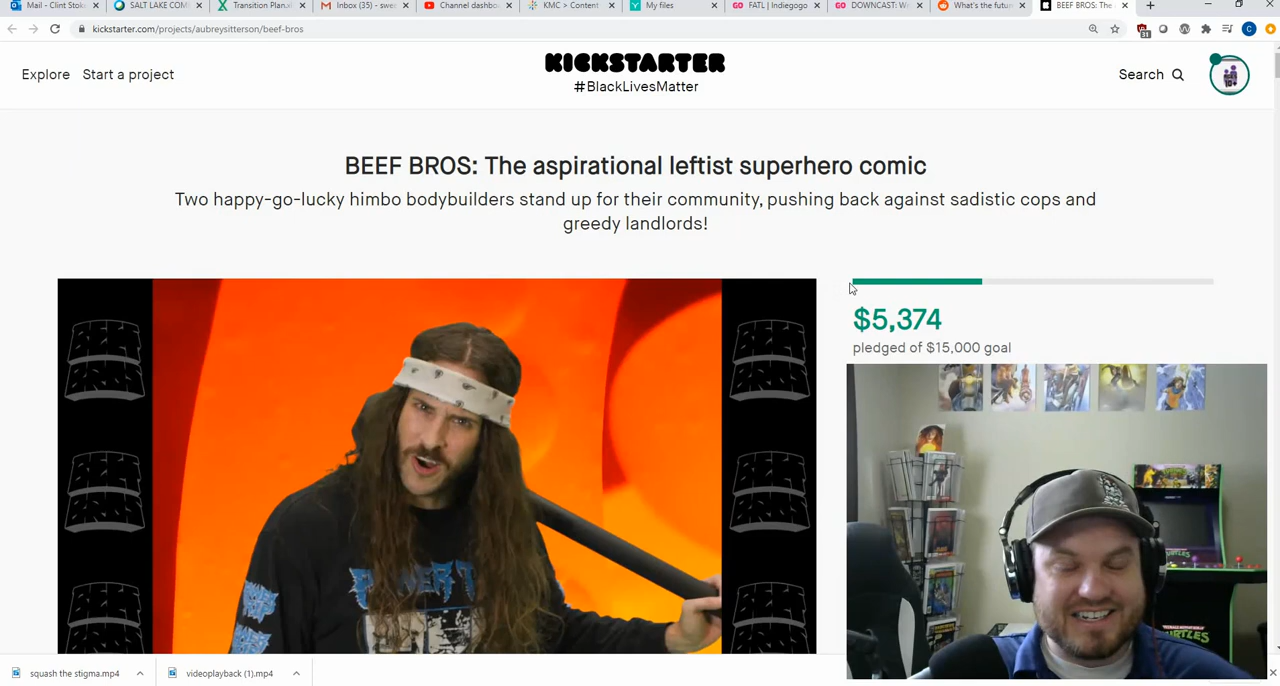 Mail - Clint Stok
SALT LAKE COM
Transition Plan.xl
Inbox (35) - swe
Channel dashbo
KMC > Content
My files
FATL | Indiegogo
DOWNCAST: W
What's the futur
BEEF BROS: The
kickstarter.com/projects/aubreysitterson/beef-bros
31
C
Explore
Start a project
KICKSTARTER
#BlackLivesMatter
Search
BEEF BROS: The aspirational leftist superhero comic
Two happy-go-lucky himbo bodybuilders stand up for their community, pushing back against sadistic cops and
greedy landlords!
$5,374
pledged of $15,000 goal
TURTLES
squash the stigma.mp4
videoplayback (1).mp4